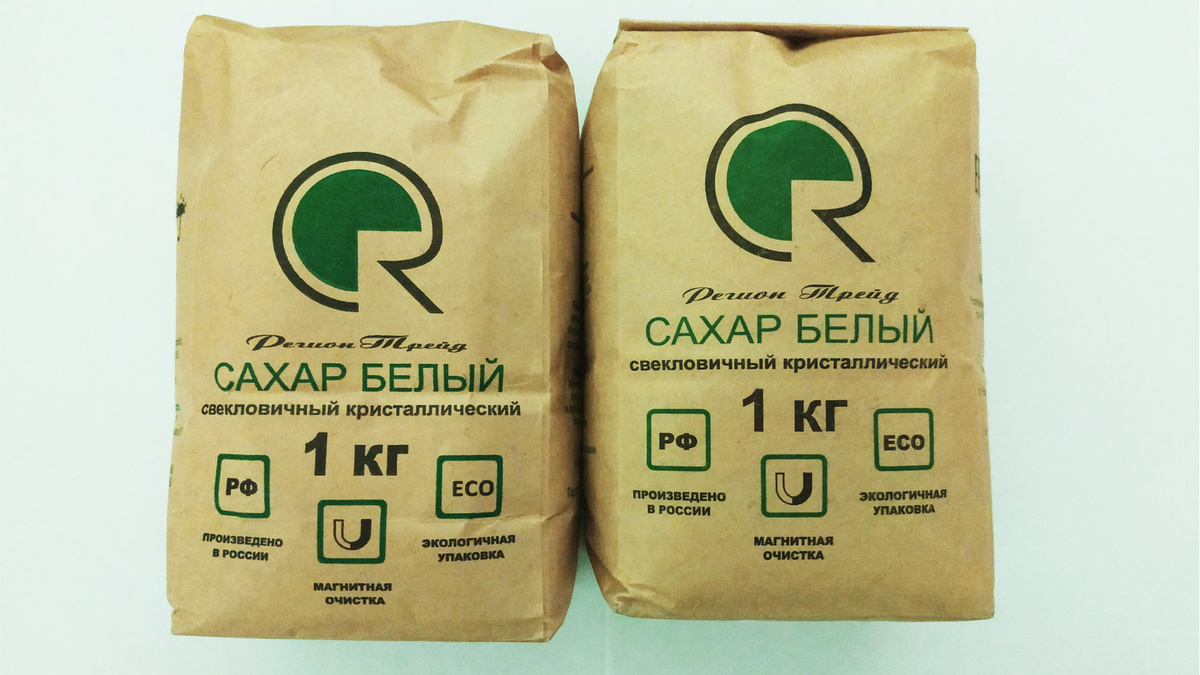 Регион Трейд
САХАР БЕЛЫЙ
свекловичный кристаллический
1 кг
РФ
ECO
ПРОИЗВЕДЕНО
В РОССИИ
ЭКОЛОГИЧНАЯ
УПАКОВКА
МАГНИТНАЯ
ОЧИСТКА
Регион Трейд
САХАР БЕЛЫЙ
свекловичный кристаллический
1 кг
РФ
ECO
ПРОИЗВЕДЕНО
В РОССИИ
ЭКОЛОГИЧНАЯ
УПАКОВКА
МАГНИТНАЯ
ОЧИСТКА